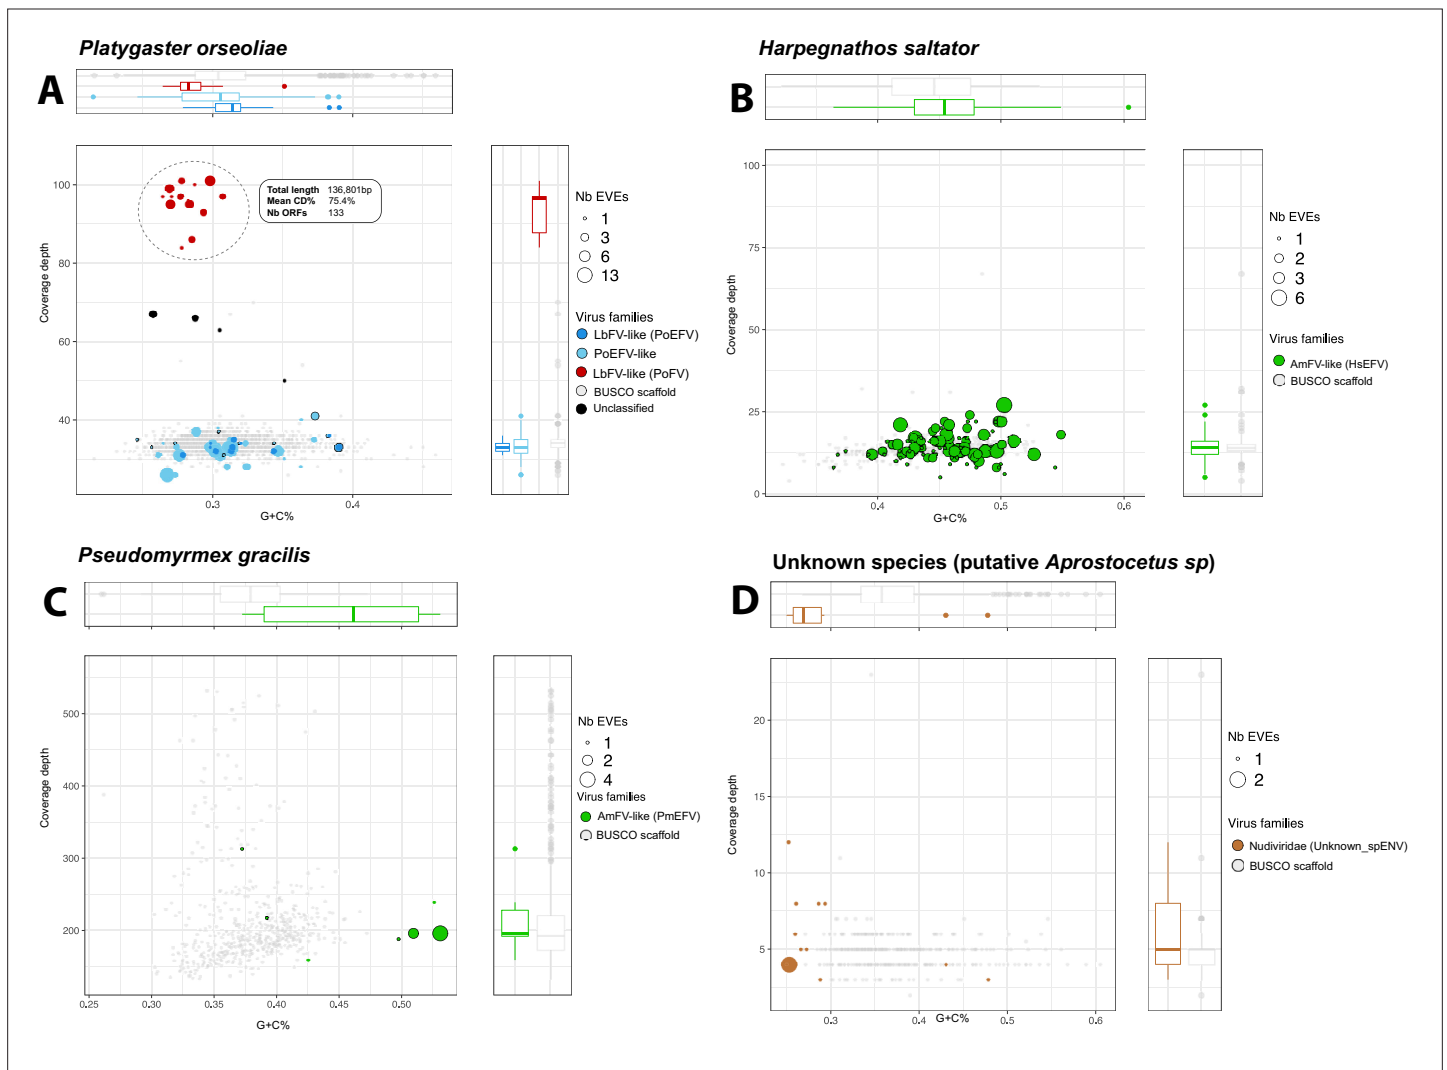 Platygaster orseoliae
A
Total length 136,801bp
Mean CD% 75.4%
Nb ORFs 133
100
80
60
40
Coverage depth
0.3
0.4
G+C%
Nb EVEs
1
3
6
13
Virus families
LbFV-like (PoEFV)
PoEFV-like
LbFV-like (PoFV)
BUSCO scaffold
Unclassified
Harpegnathos saltator
B
100
75
50
25
0
Coverage depth
0.4
0.5
0.6
G+C%
Nb EVEs
1
2
3
6
Virus families
AmFV-like (HsEFV)
BUSCO scaffold
Pseudomyrmex gracilis
C
500
400
300
200
Coverage depth
0.25
0.30
0.35
0.40
0.45
0.50
G+C%
Nb EVEs
1
2
4
Virus families
AmFV-like (PmEFV)
BUSCO scaffold
Unknown species (putative Aprostocetus sp)
D
20
15
10
5
Coverage depth
0.3
0.4
0.5
0.6
G+C%
Nb EVEs
1
2
Virus families
Nudiviridae (Unknown_spENV)
BUSCO scaffold